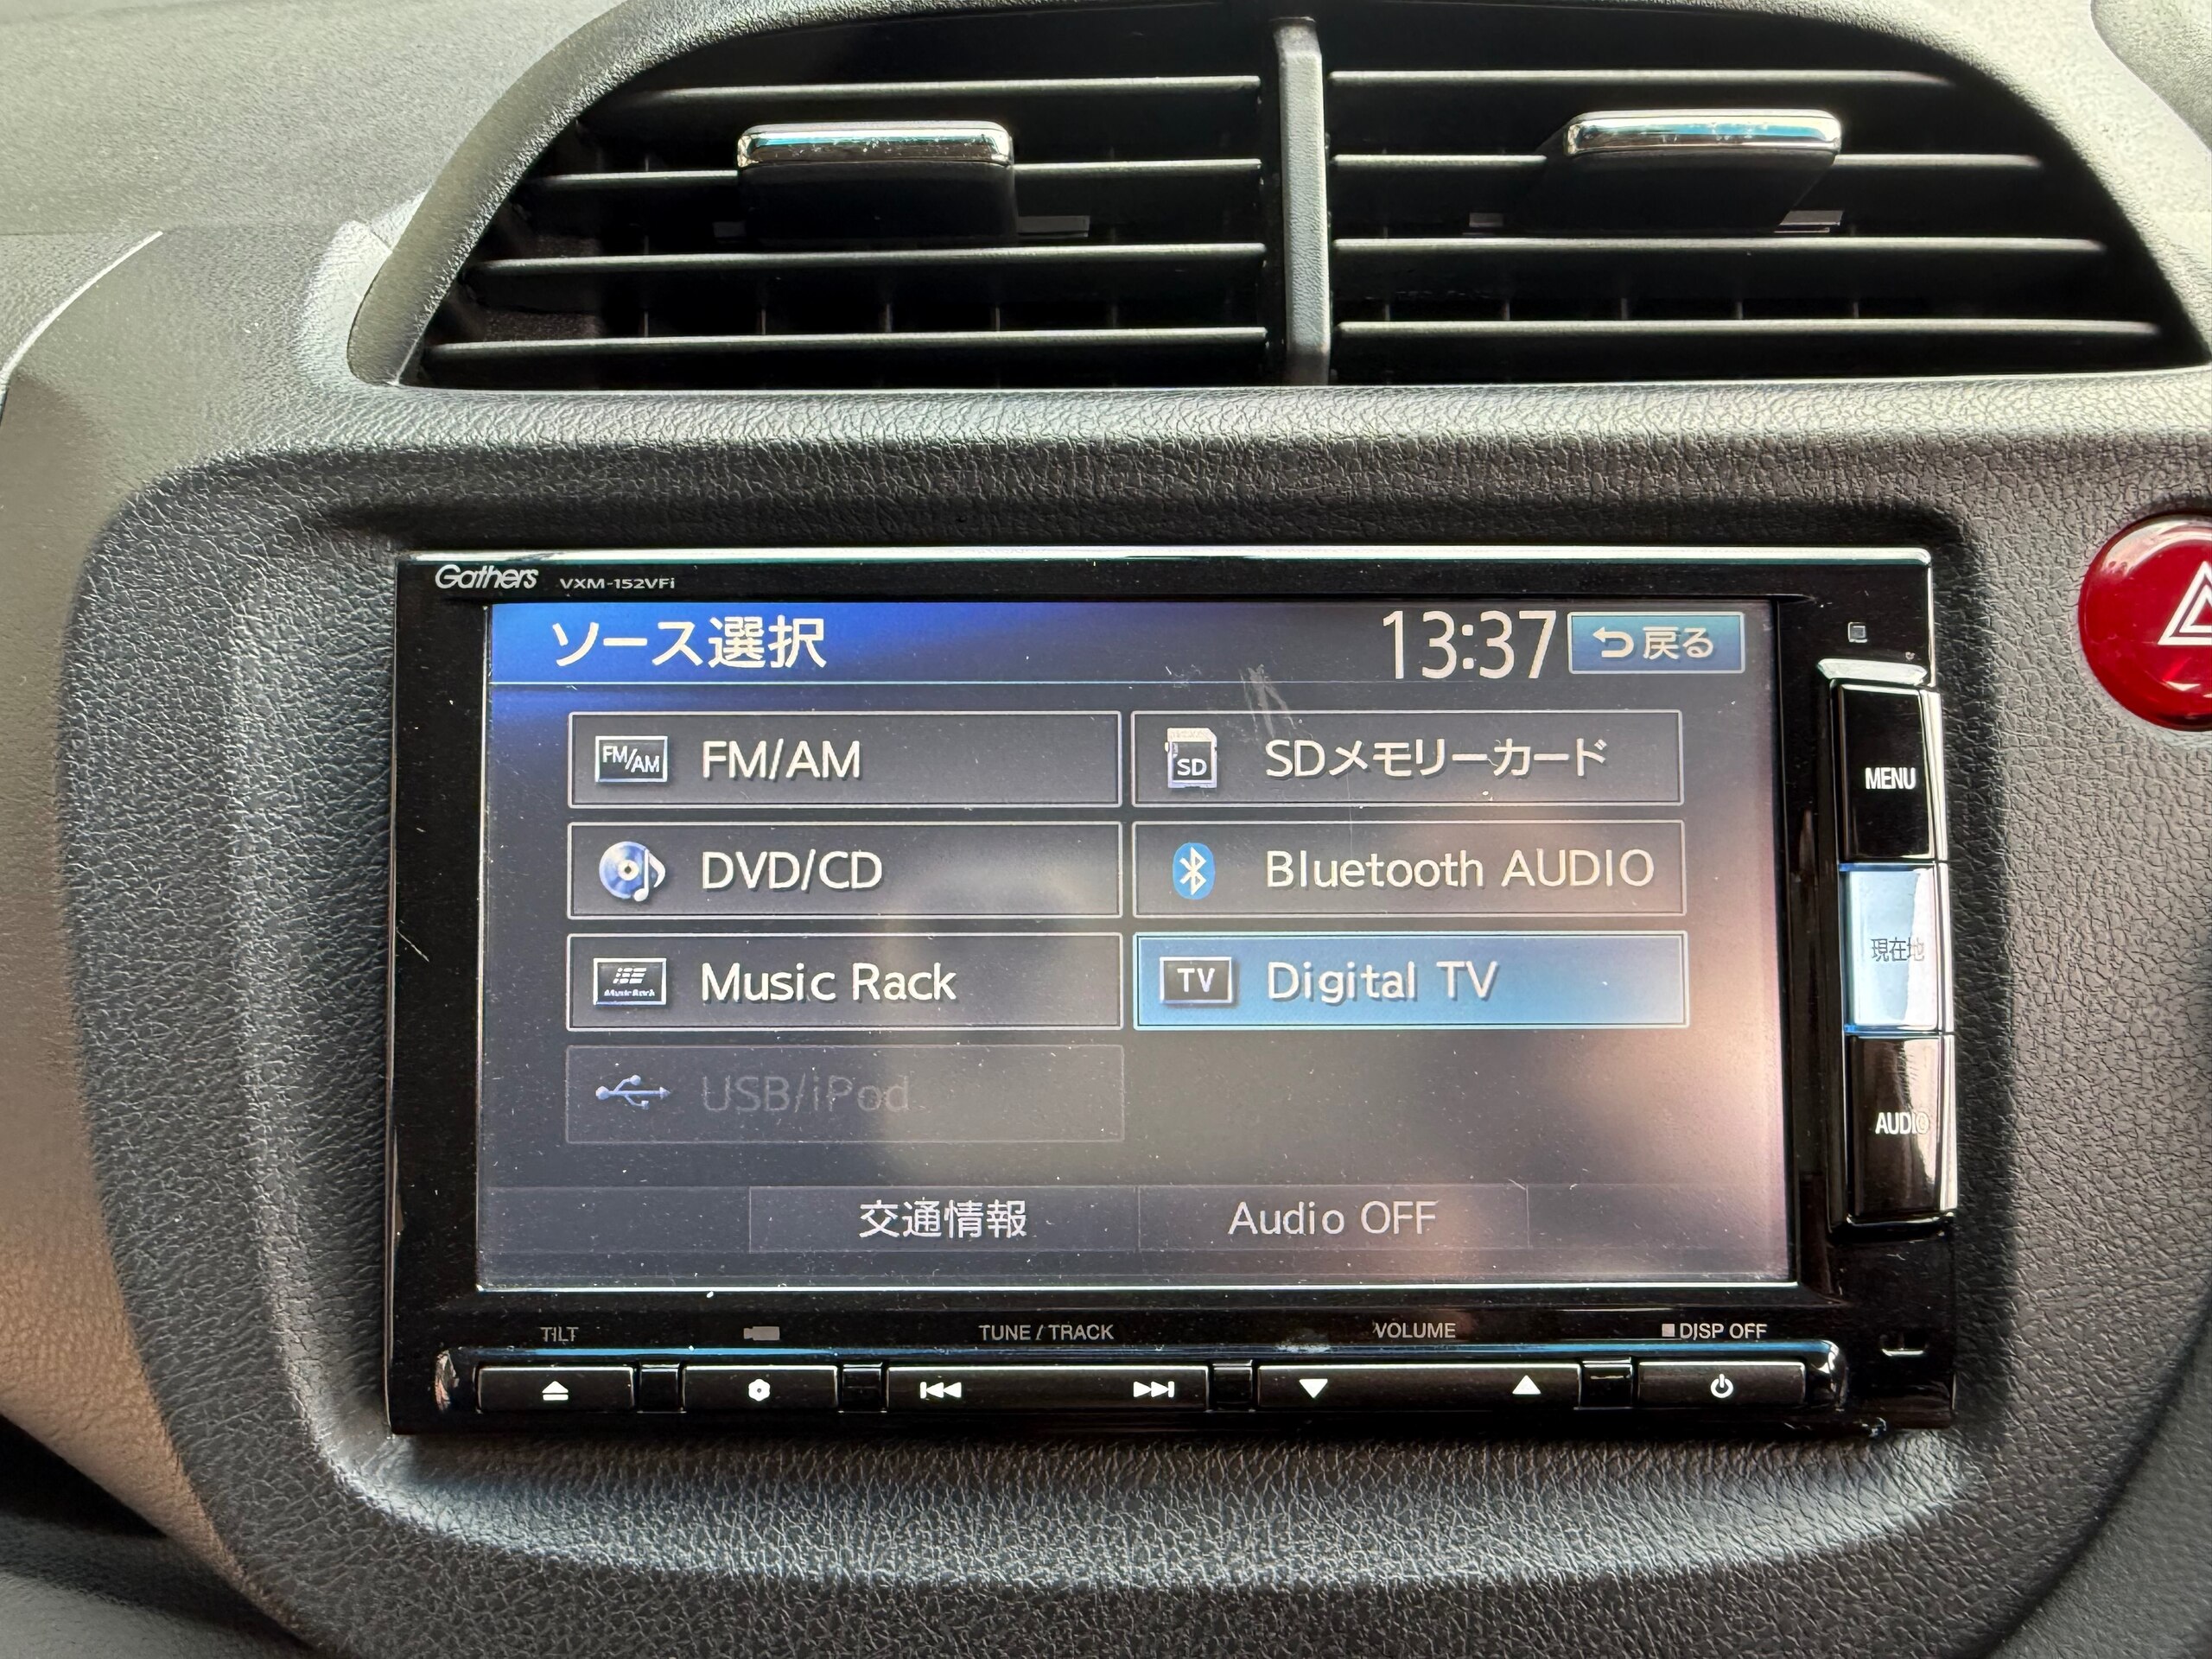 Gathers VXM-152VFi
ソース選択 13:37 戻る
FM/AM FM/AM
SD SDメモリーカード
DVD/CD
Bluetooth AUDIO
Music Rack Music Rack
TV Digital TV
USB/iPod
交通情報 Audio OFF
MENU
現在地
AUDIO
TILT TUNE / TRACK VOLUME DISP OFF